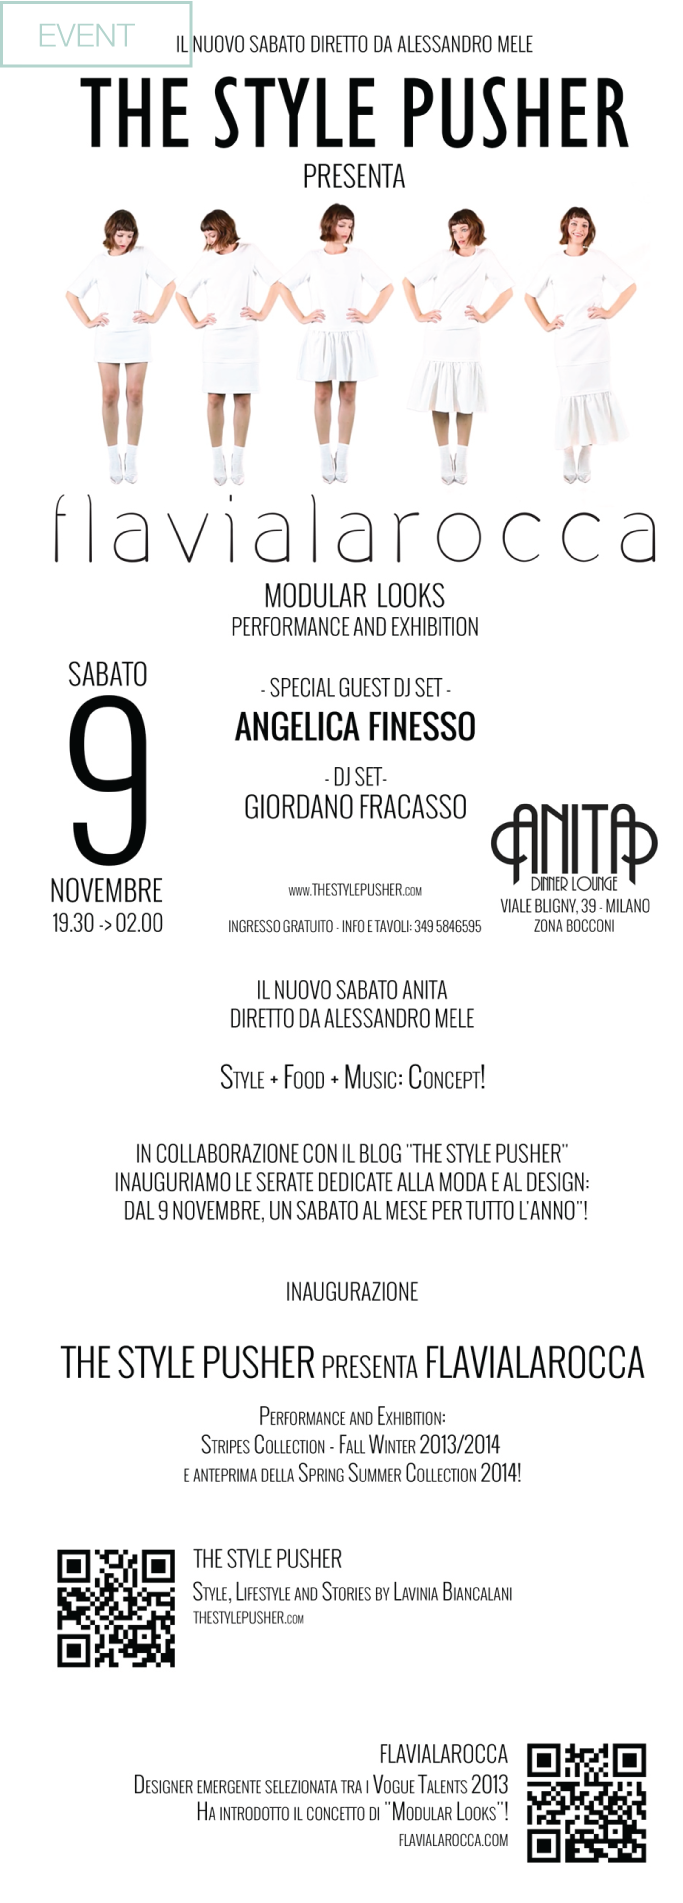 EVENT
IL NUOVO SABATO DIRETTO DA ALESSANDRO MELE
THE STYLE PUSHER
PRESENTA
flavialarocca
MODULAR LOOKS
PERFORMANCE AND EXHIBITION
SABATO
9
NOVEMBRE
19.30 -> 02.00
- SPECIAL GUEST DJ SET -
ANGELICA FINESSO
- DJ SET-
GIORDANO FRACASSO
www.THESTYLEPUSHER.com
INGRESSO GRATUITO - INFO E TAVOLI: 349 5846595
ANITA
DINNER LOUNGE
VIALE BLIGNY, 39 - MILANO
ZONA BOCCONI
IL NUOVO SABATO ANITA
DIRETTO DA ALESSANDRO MELE
STYLE + FOOD + MUSIC: CONCEPT!
IN COLLABORAZIONE CON IL BLOG "THE STYLE PUSHER"
INAUGURIAMO LE SERATE DEDICATE ALLA MODA E AL DESIGN:
DAL 9 NOVEMBRE, UN SABATO AL MESE PER TUTTO L'ANNO"!
INAUGURAZIONE
THE STYLE PUSHER PRESENTA FLAVIALAROCCA
PERFORMANCE AND EXHIBITION:
STRIPES COLLECTION - FALL WINTER 2013/2014
E ANTEPRIMA DELLA SPRING SUMMER COLLECTION 2014!
THE STYLE PUSHER
STYLE, LIFESTYLE AND STORIES BY LAVINIA BIANCALANI
THESTYLEPUSHER.COM
FLAVIALAROCCA
DESIGNER EMERGENTE SELEZIONATA TRA I VOGUE TALENTS 2013
HA INTRODOTTO IL CONCETTO DI "MODULAR LOOKS"!
FLAVIALAROCCA.COM